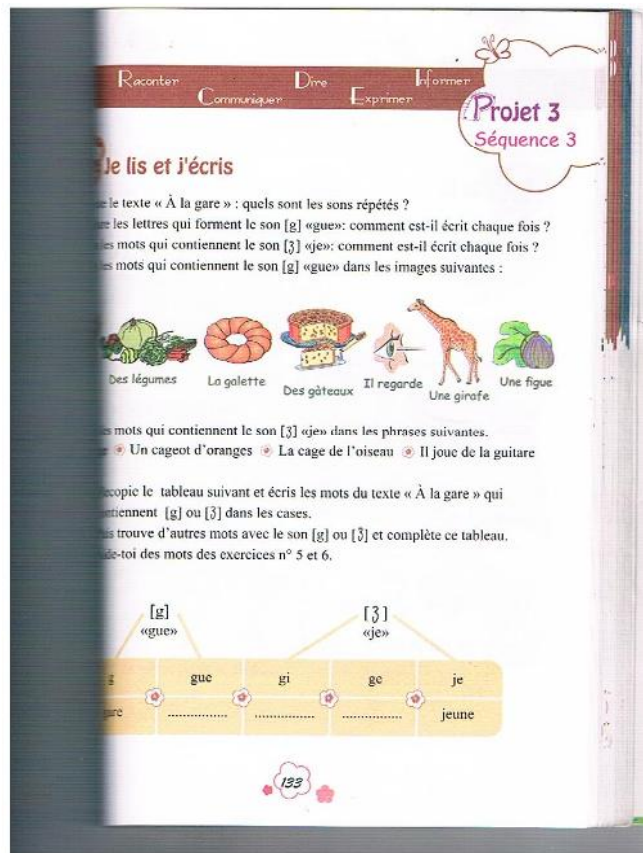 Raconter Dire Informer
Communiquer Exprimer
Projet 3
Séquence 3
Je lis et j'écris
le texte « À la gare » : quels sont les sons répétés ?
les lettres qui forment le son [g] «gue»: comment est-il écrit chaque fois ?
mots qui contiennent le son [ʒ] «je»: comment est-il écrit chaque fois ?
mots qui contiennent le son [g] «gue» dans les images suivantes :
Des légumes La galette Des gâteaux Il regarde Une girafe Une figue
mots qui contiennent le son [ʒ] «je» dans les phrases suivantes.
Un cageot d'oranges La cage de l'oiseau Il joue de la guitare
le tableau suivant et écris les mots du texte « À la gare » qui
[g] ou [ʒ] dans les cases.
trouve d'autres mots avec le son [g] ou [ʒ] et complète ce tableau.
des mots des exercices n° 5 et 6.
[g] [ʒ]
«gue» «je»
g gue gi ge je
.................. .................. .................. jeune
133